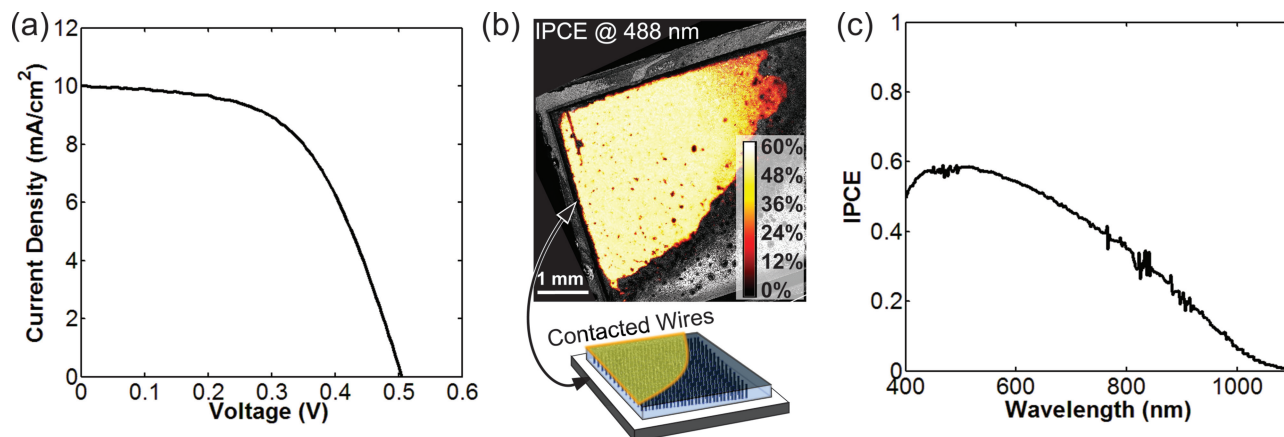 (a)
12
10
8
6
4
2
0
Current Density (mA/cm²)
0 0.1 0.2 0.3 0.4 0.5 0.6
Voltage (V)
(b)
IPCE @ 488 nm
60%
48%
36%
24%
12%
0%
1 mm
Contacted Wires
(c)
1
0.8
0.6
0.4
0.2
0
IPCE
400 600 800 1000
Wavelength (nm)